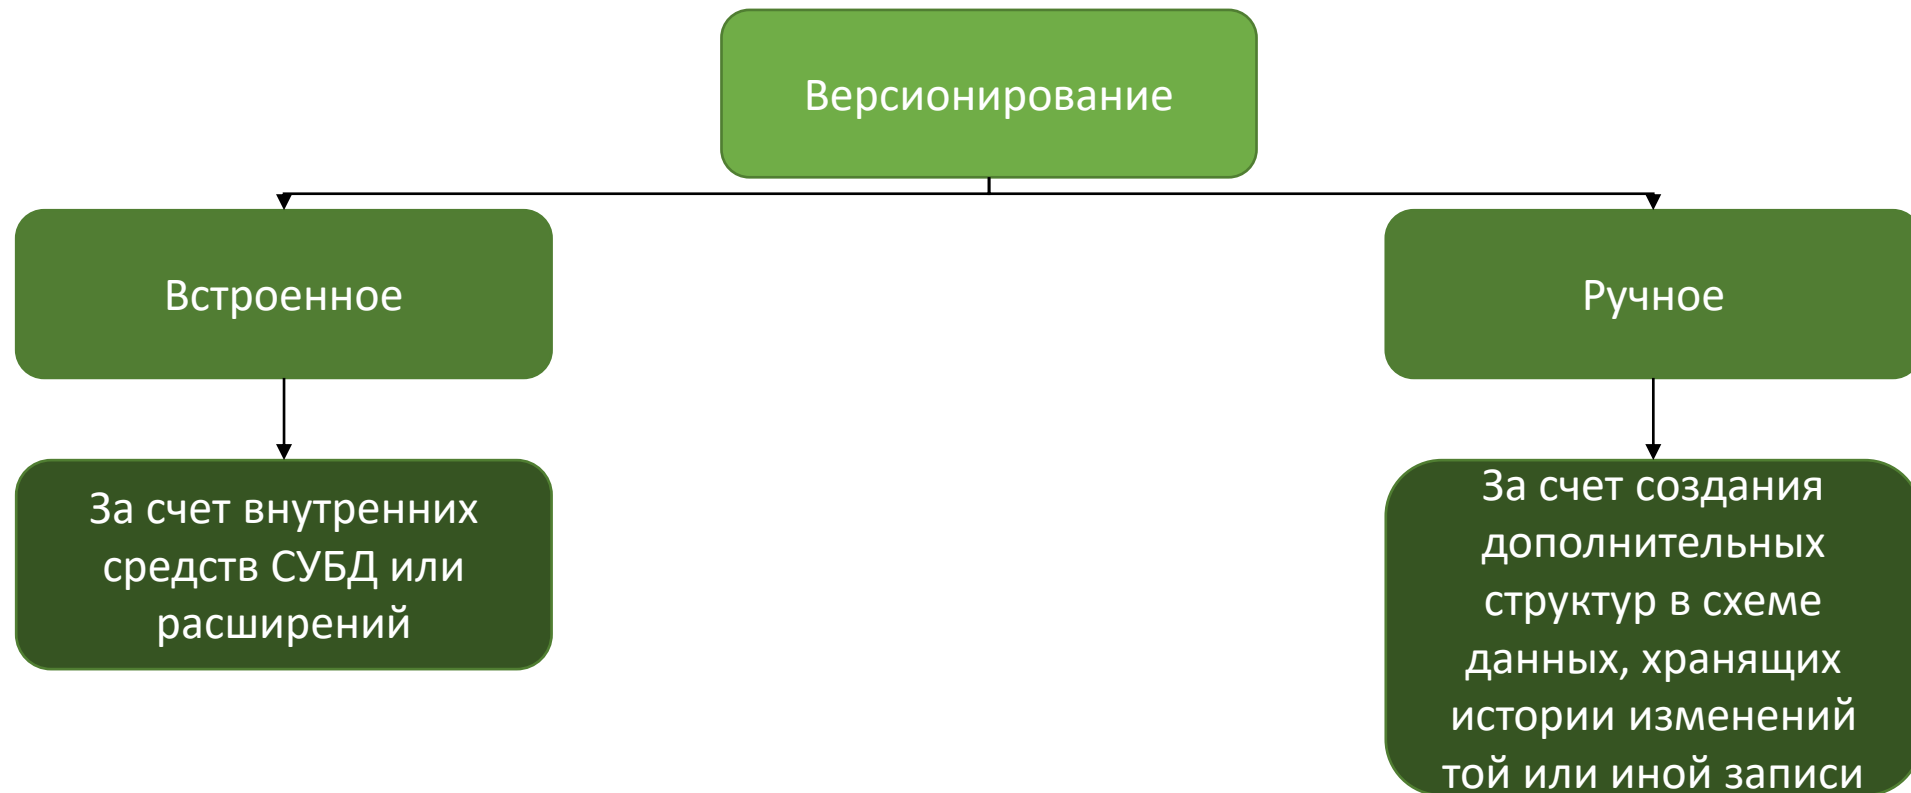 Версионирование
Встроенное
Ручное
За счет внутренних
средств СУБД или
расширений
За счет создания
дополнительных
структур в схеме
данных, хранящих
истории изменений
той или иной записи